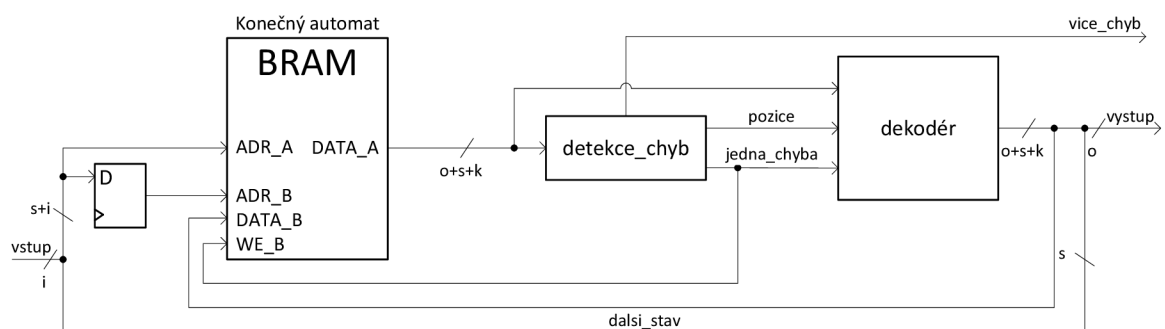 Konečný automat
BRAM
vice_chyb
ADR_A
DATA_A
o+s+k
detekce_chyb
pozice
jedna_chyba
dekodér
o+s+k
vystup
o
D
ADR_B
DATA_B
WE_B
s+i
vstup
i
s
dalsi_stav